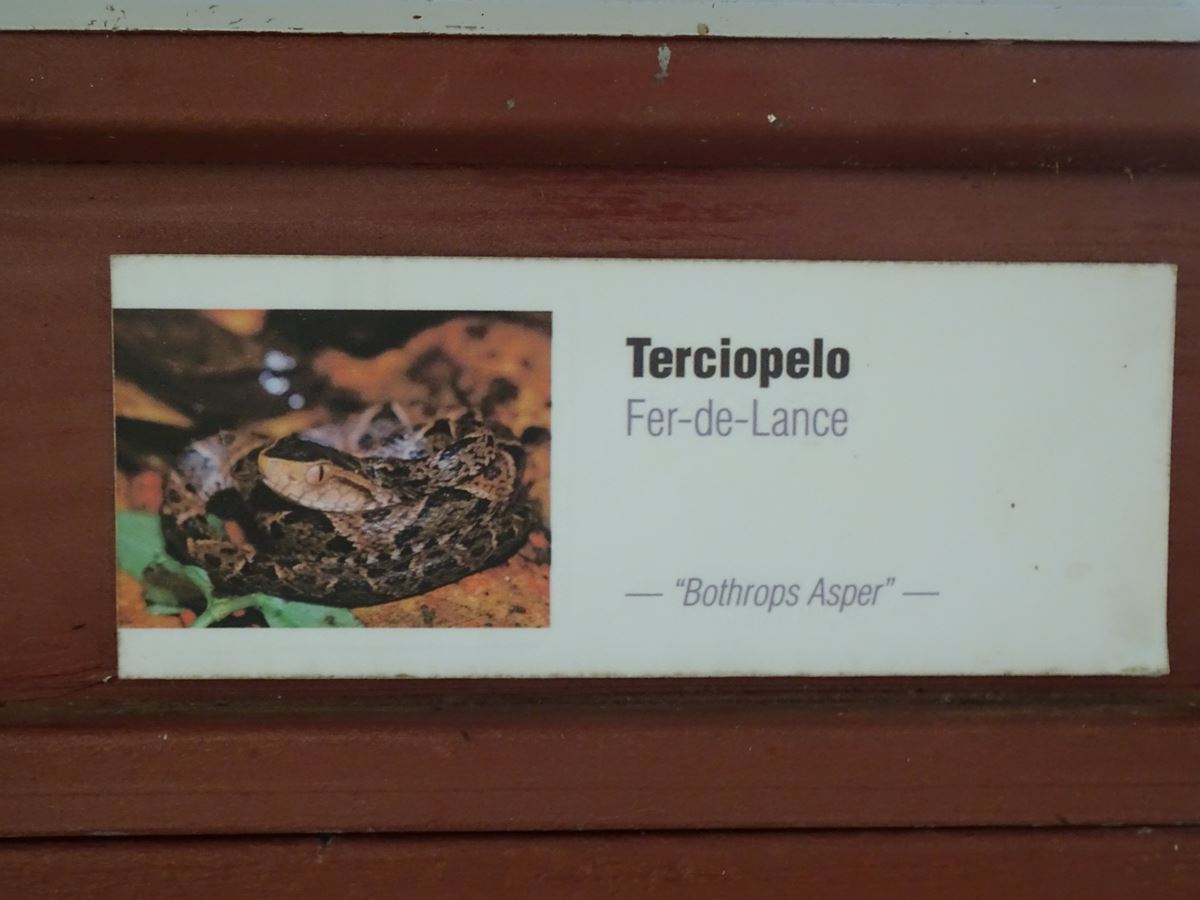 Terciopelo
Fer-de-Lance
— “Bothrops Asper” —